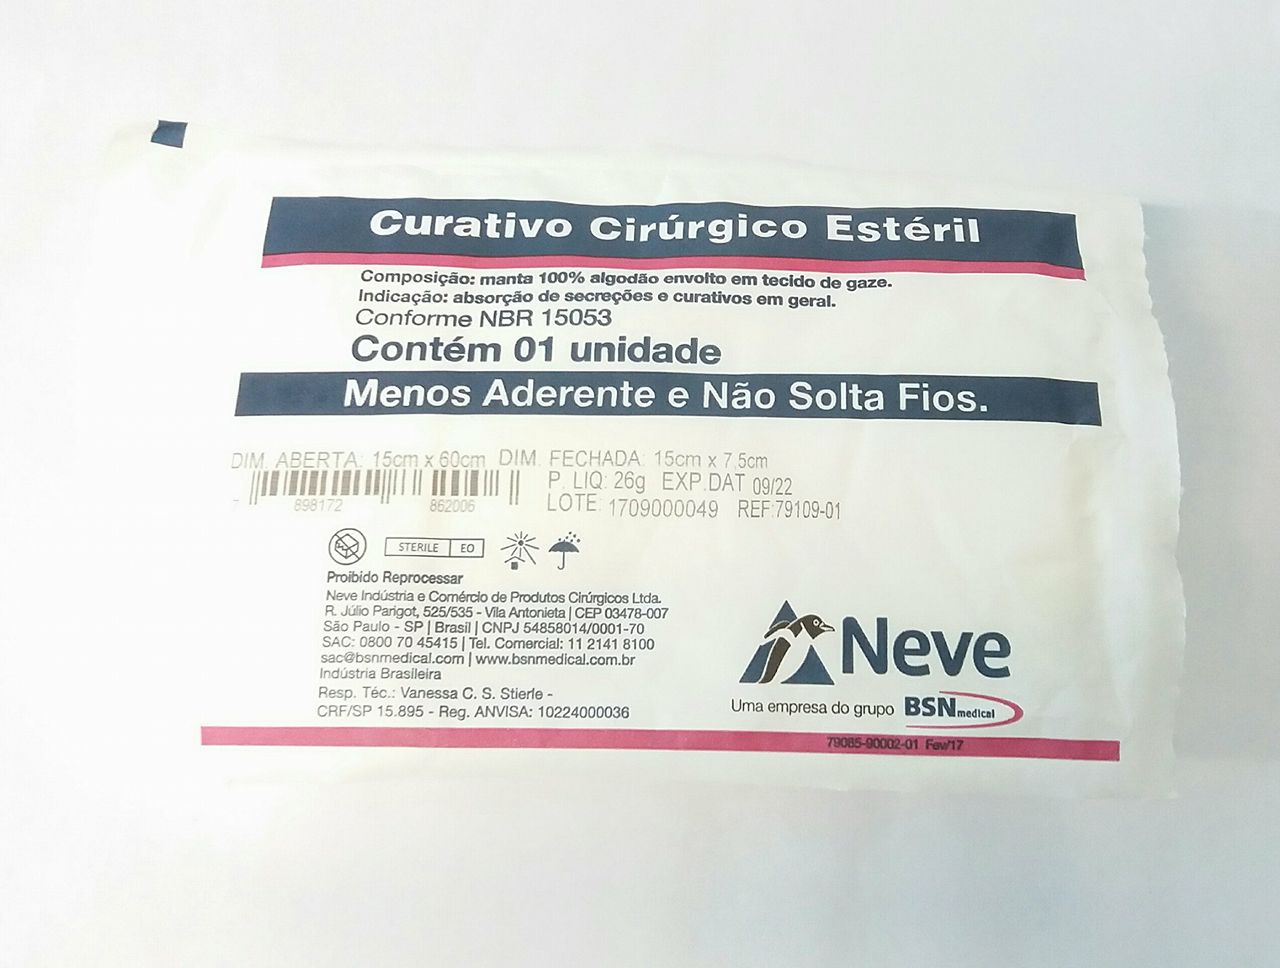 Curativo Cirúrgico Estéril
Composição: manta 100% algodão envolto em tecido de gaze.
Indicação: absorção de secreções e curativos em geral.
Conforme NBR 15053
Contém 01 unidade
Menos Aderente e Não Solta Fios.
DIM. ABERTA: 15cm x 60cm DIM. FECHADA: 15cm x 7,5cm
P. LIQ: 26g EXP.DAT 09/22
7 898172 862006
LOTE: 1709000049 REF:79109-01
STERILE EO
Proibido Reprocessar
Neve Indústria e Comércio de Produtos Cirúrgicos Ltda.
R. Júlio Parigot, 525/535 - Vila Antonieta | CEP 03478-007
São Paulo - SP | Brasil | CNPJ 54858014/0001-70
SAC: 0800 70 45415 | Tel. Comercial: 11 2141 8100
sac@bsnmedical.com | www.bsnmedical.com.br
Indústria Brasileira
Resp. Téc.: Vanessa C. S. Stierle -
CRF/SP 15.895 - Reg. ANVISA: 10224000036
Neve
Uma empresa do grupo BSN medical
79085-90002-01 Fev/17